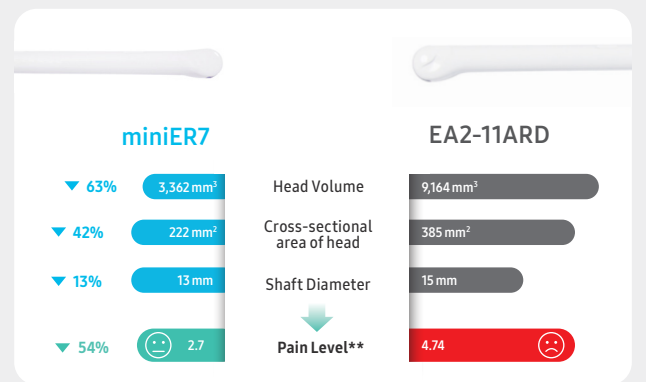 miniER7
EA2-11ARD
▼ 63%
3,362 mm³
Head Volume
9,164 mm³
▼ 42%
222 mm²
Cross-sectional
area of head
385 mm²
▼ 13%
13 mm
Shaft Diameter
15 mm
▼ 54%
2.7
Pain Level**
4.74